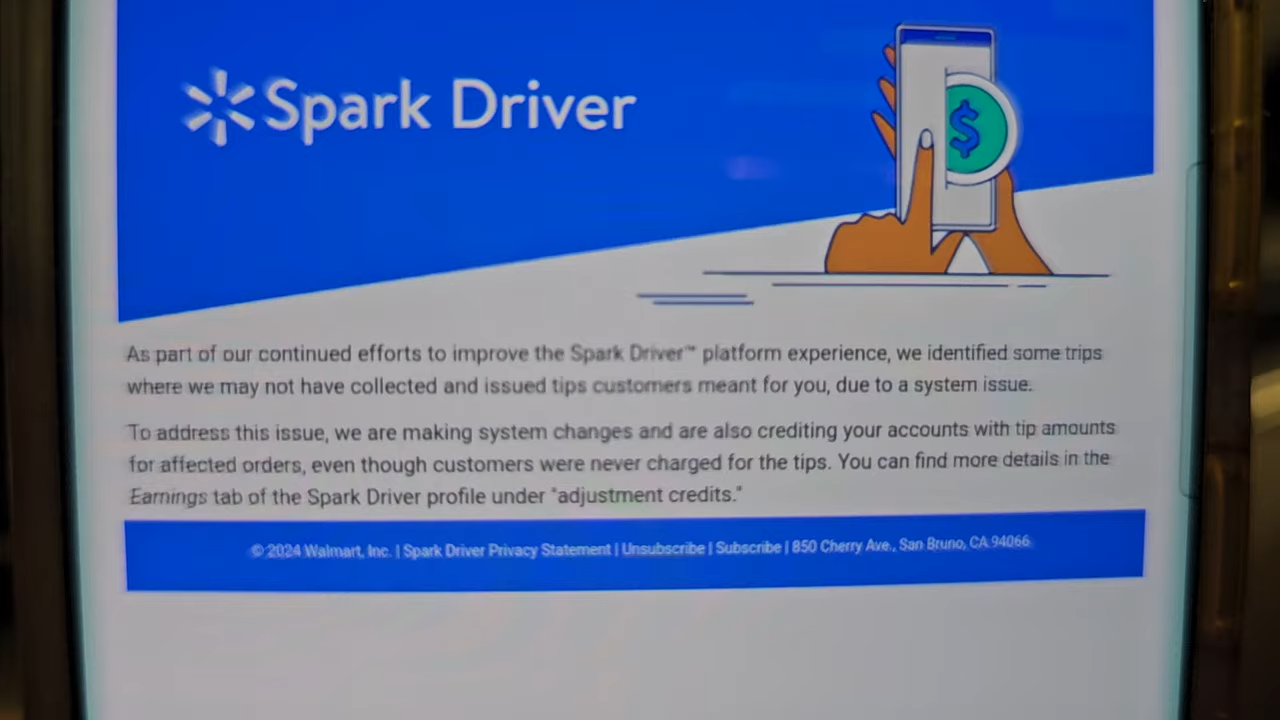 Spark Driver
$
As part of our continued efforts to improve the Spark Driver™ platform experience, we identified some trips
where we may not have collected and issued tips customers meant for you, due to a system issue.
To address this issue, we are making system changes and are also crediting your accounts with tip amounts
for affected orders, even though customers were never charged for the tips. You can find more details in the
Earnings tab of the Spark Driver profile under "adjustment credits."
© 2024 Walmart, Inc. | Spark Driver Privacy Statement | Unsubscribe | Subscribe | 850 Cherry Ave., San Bruno, CA 94066